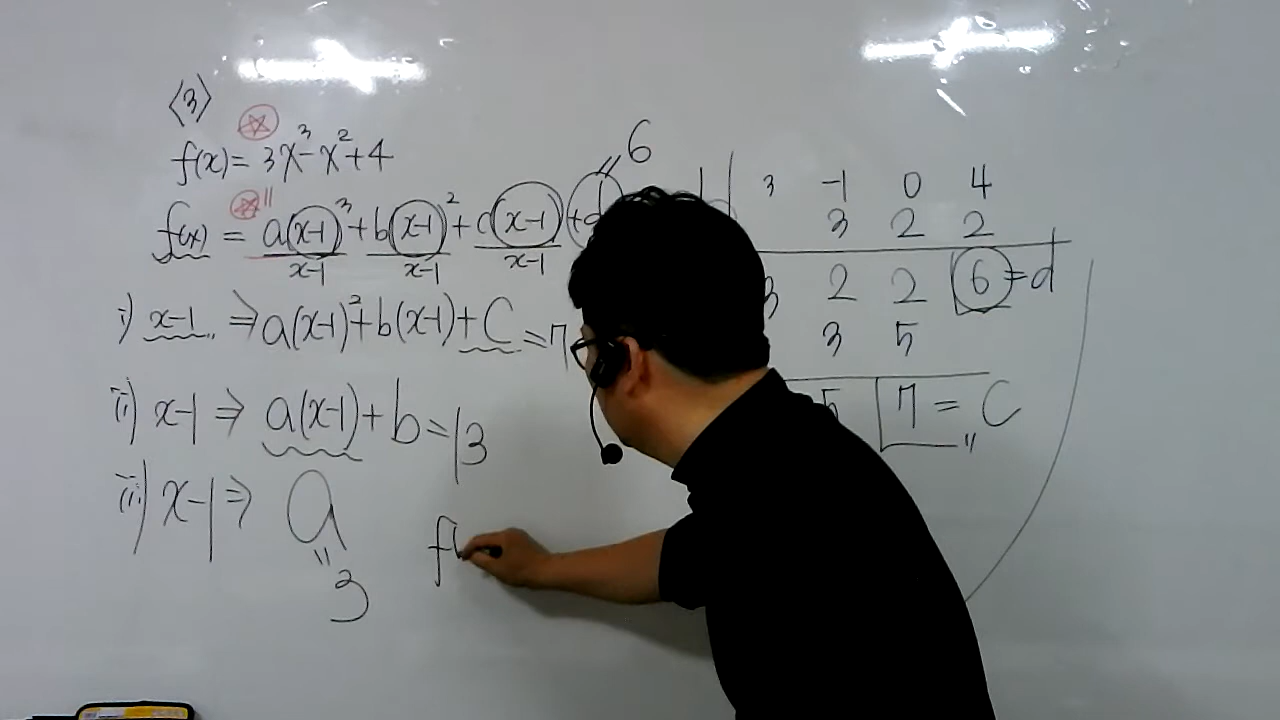 <3>
f(x) = 3x³-x²+4
f(x) = a(x-1)³+b(x-1)²+c(x-1)+d
" 6
x-1 x-1 x-1
i) x-1 ⇒ a(x-1)²+b(x-1)+C = 7
ii) x-1 ⇒ a(x-1)+b = 13
iii) x-1 ⇒ a
"
3
f
3 -1 0 4
3 2 2
3 2 2 6 = d
3 5
5 7 = C
"